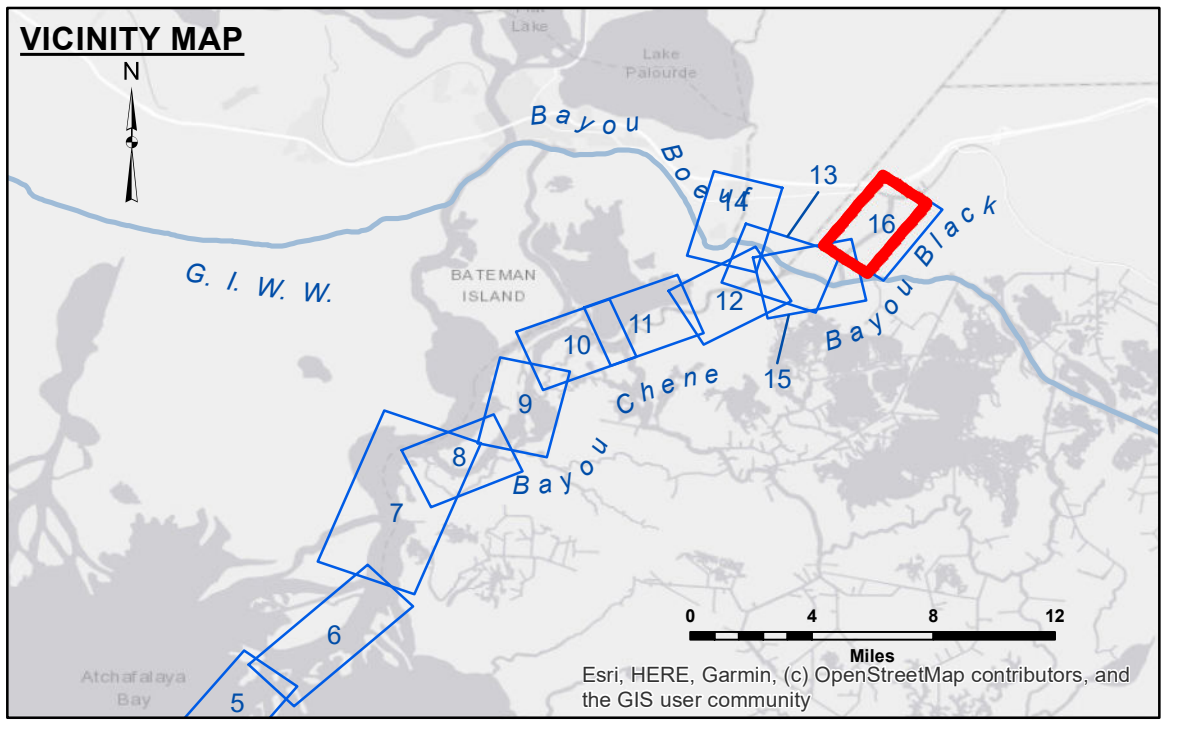 VICINITY MAP
N
Flat
Lake
Lake
Palourde
Bayou
Boeuf
13
14
16
Bayou Black
G. I. W. W.
BATEMAN
ISLAND
12
11
10
15
Bayou Chene
9
8
7
6
5
Atchafalaya
Bay
0 4 8 12
Miles
Esri, HERE, Garmin, (c) OpenStreetMap contributors, and
the GIS user community